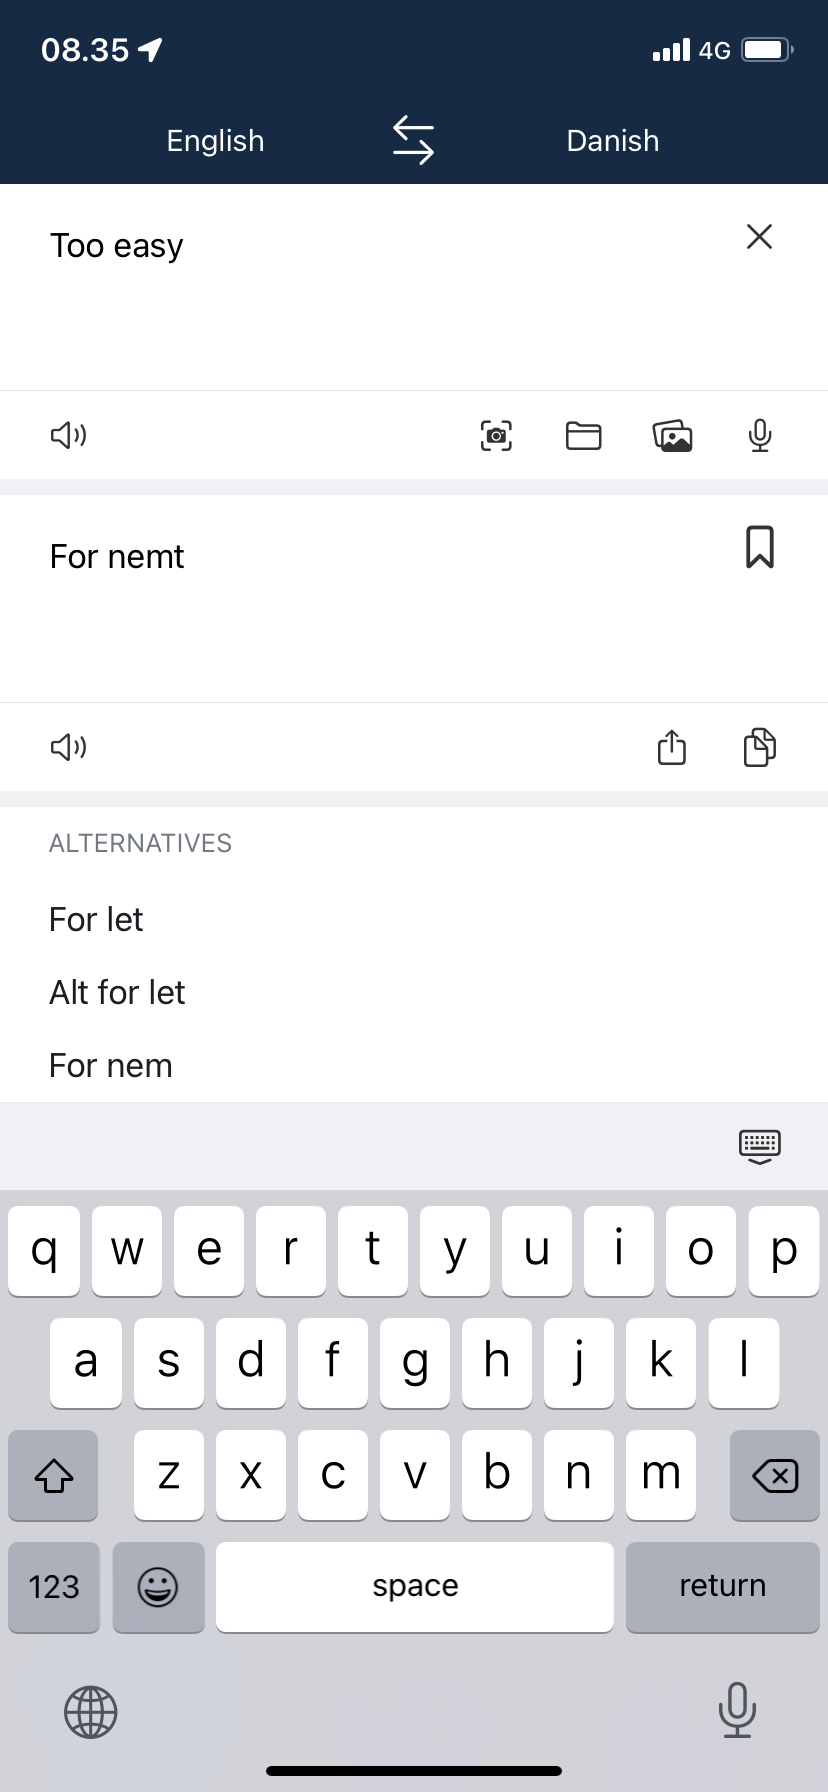 08.35 4G
English Danish
Too easy
For nemt
ALTERNATIVES
For let
Alt for let
For nem
q w e r t y u i o p
a s d f g h j k l
z x c v b n m
123 space return